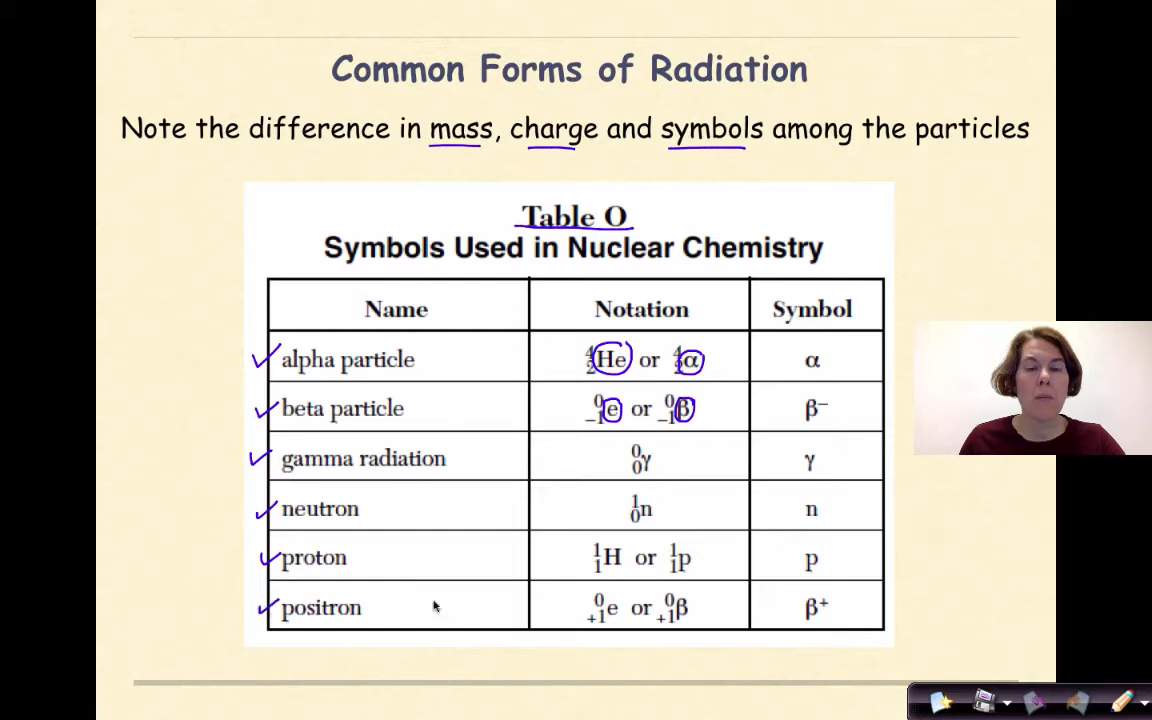 Common Forms of Radiation
Note the difference in mass, charge and symbols among the particles
Table O
Symbols Used in Nuclear Chemistry
Name Notation Symbol
alpha particle ⁴₂He or ⁴₂α α
beta particle ⁰₋₁e or ⁰₋₁β β⁻
gamma radiation ⁰₀γ γ
neutron ¹₀n n
proton ¹₁H or ¹₁p p
positron ⁰₊₁e or ⁰₊₁β β⁺